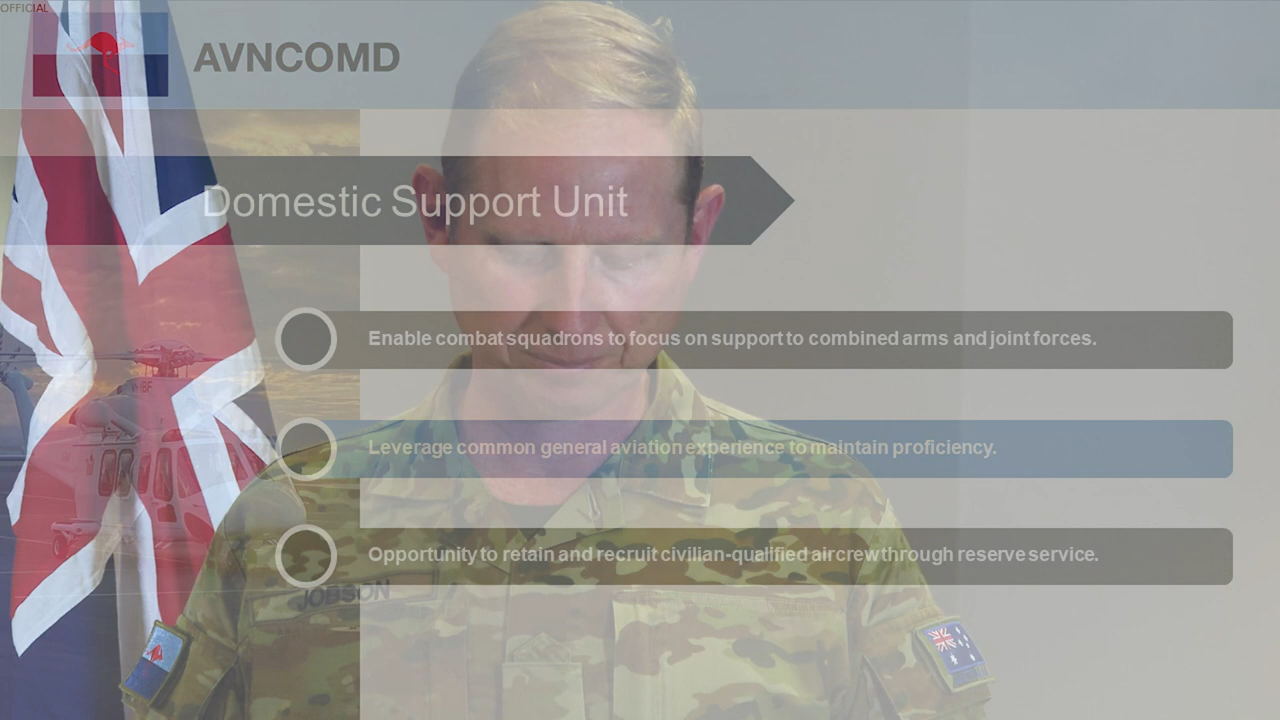 OFFICIAL
AVNCOMD
Domestic Support Unit
Enable combat squadrons to focus on support to combined arms and joint forces.
Leverage common general aviation experience to maintain proficiency.
Opportunity to retain and recruit civilian-qualified aircrew through reserve service.
JOBSON